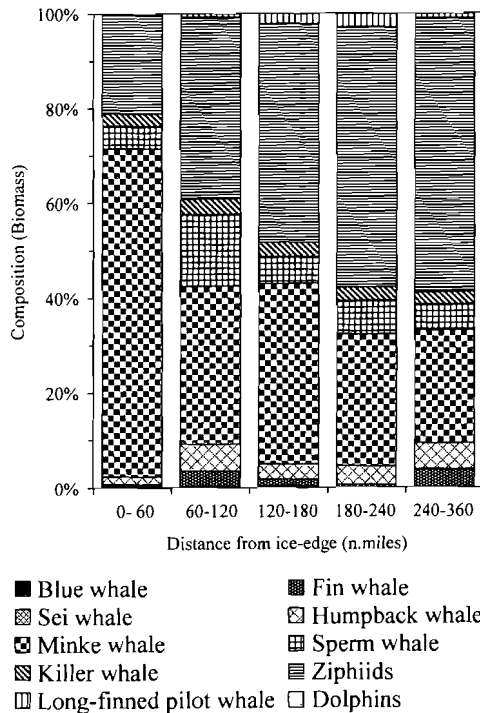 Composition (Biomass)
100%
80%
60%
40%
20%
0%
0- 60 60-120 120-180 180-240 240-360
Distance from ice-edge (n.miles)
Blue whale Fin whale
Sei whale Humpback whale
Minke whale Sperm whale
Killer whale Ziphiids
Long-finned pilot whale Dolphins